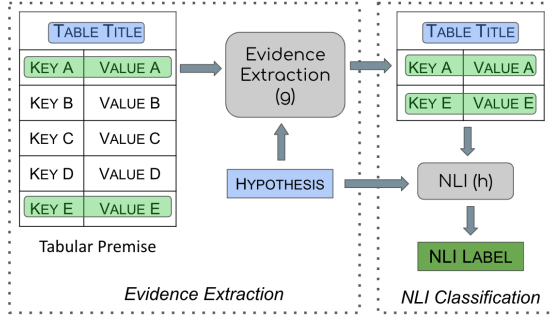 TABLE TITLE
KEY A VALUE A
KEY B VALUE B
KEY C VALUE C
KEY D VALUE D
KEY E VALUE E
Tabular Premise
Evidence
Extraction
(g)
HYPOTHESIS
Evidence Extraction
TABLE TITLE
KEY A VALUE A
KEY E VALUE E
NLI (h)
NLI LABEL
NLI Classification